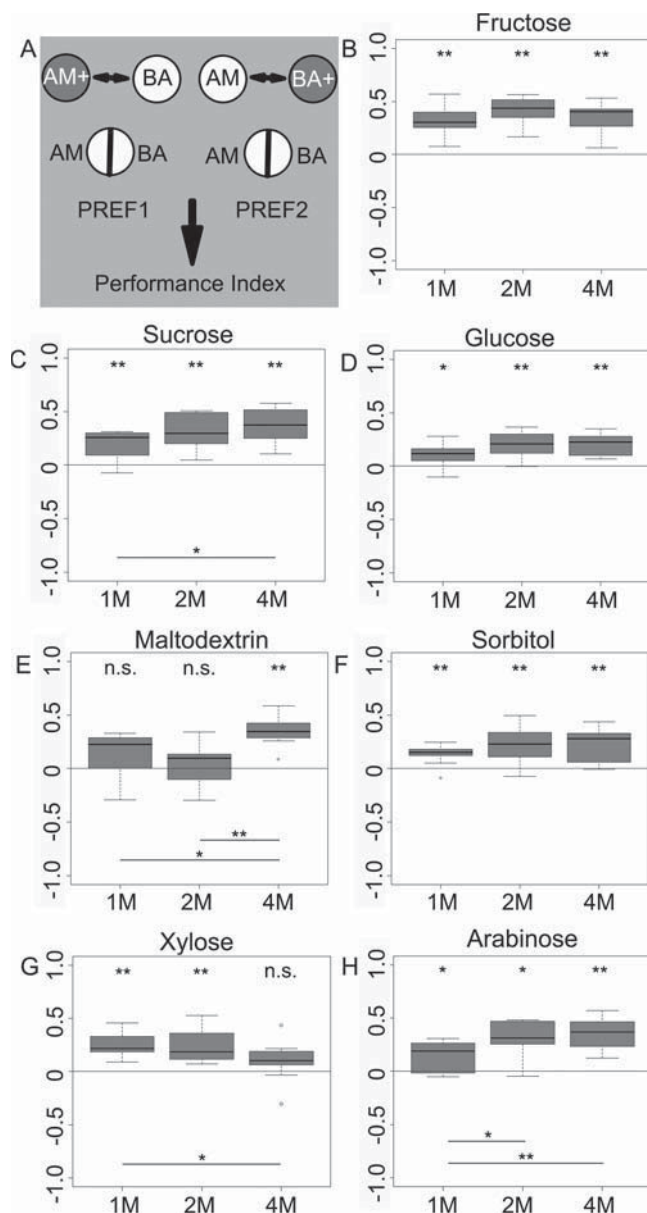 A
AM+ BA AM BA+
AM BA AM BA
PREF1 PREF2
Performance Index
B Fructose
** ** **
1.0
0.5
0
-0.5
-1.0
1M 2M 4M
C Sucrose
** ** **
1.0
0.5
0
-0.5
-1.0
*
1M 2M 4M
D Glucose
* ** **
1.0
0.5
0
-0.5
-1.0
1M 2M 4M
E Maltodextrin
n.s. n.s. **
1.0
0.5
0
-0.5
-1.0
**
*
1M 2M 4M
F Sorbitol
** ** **
1.0
0.5
0
-0.5
-1.0
1M 2M 4M
G Xylose
** ** n.s.
1.0
0.5
0
-0.5
-1.0
*
1M 2M 4M
H Arabinose
* * **
1.0
0.5
0
-0.5
-1.0
*
**
1M 2M 4M